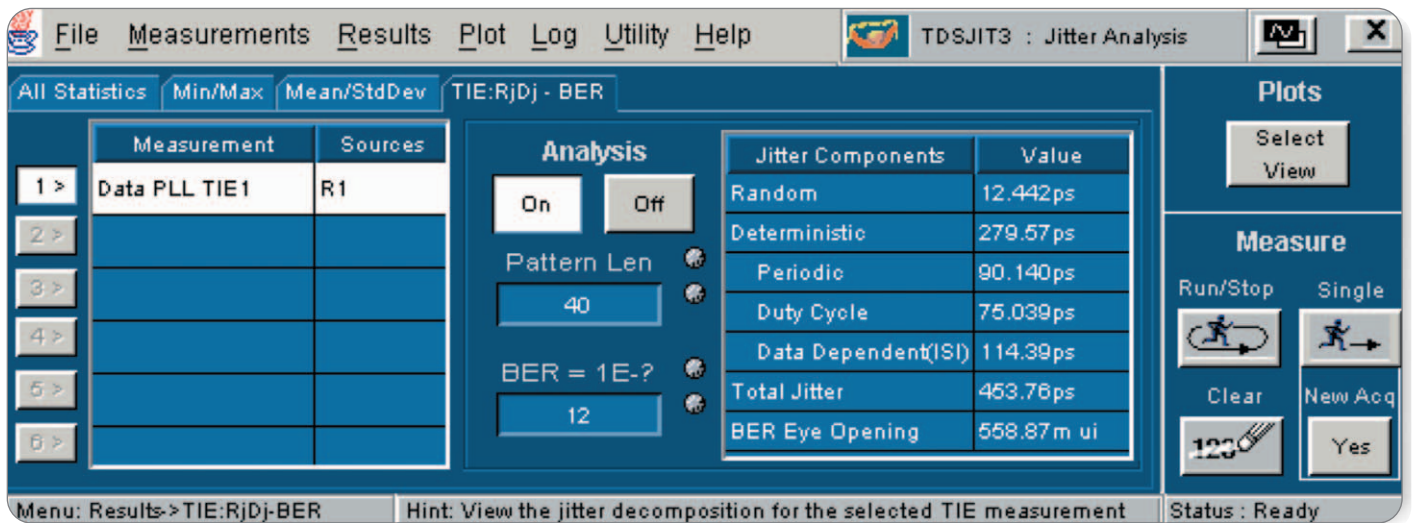 File Measurements Results Plot Log Utility Help TDSJIT3 : Jitter Analysis X
All Statistics Min/Max Mean/StdDev TIE:RjDj - BER
Measurement Sources
1 > Data PLL TIE1 R1
2 >
3 >
4 >
5 >
6 >
Analysis
On Off
Pattern Len
40
BER = 1E-?
12
Jitter Components Value
Random 12.442ps
Deterministic 279.57ps
Periodic 90.140ps
Duty Cycle 75.039ps
Data Dependent(ISI) 114.39ps
Total Jitter 453.76ps
BER Eye Opening 558.87m ui
Plots
Select
View
Measure
Run/Stop Single
Clear New Acq
123 Yes
Menu: Results->TIE:RjDj-BER Hint: View the jitter decomposition for the selected TIE measurement Status : Ready